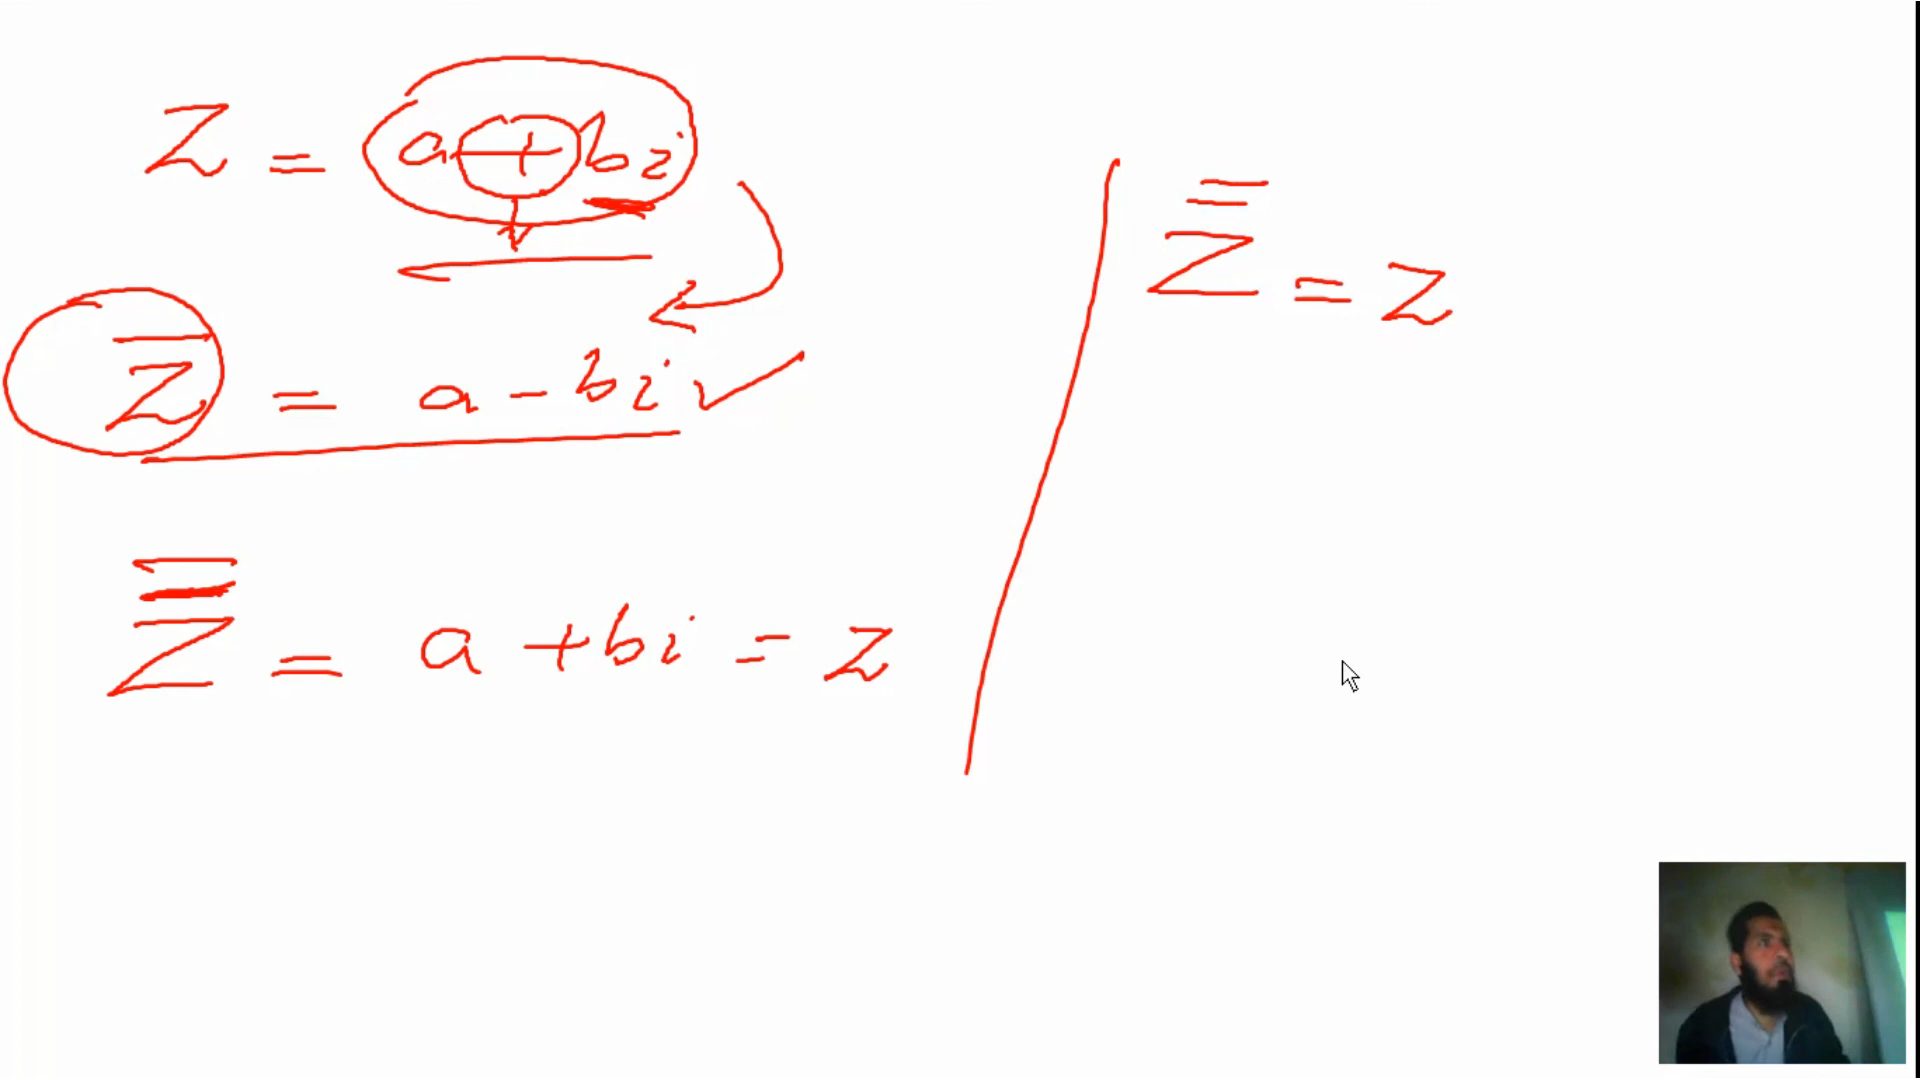 Z = a + bi
Z̅ = a - bi ✓
Z̿ = a + bi = z
Z̿ = z